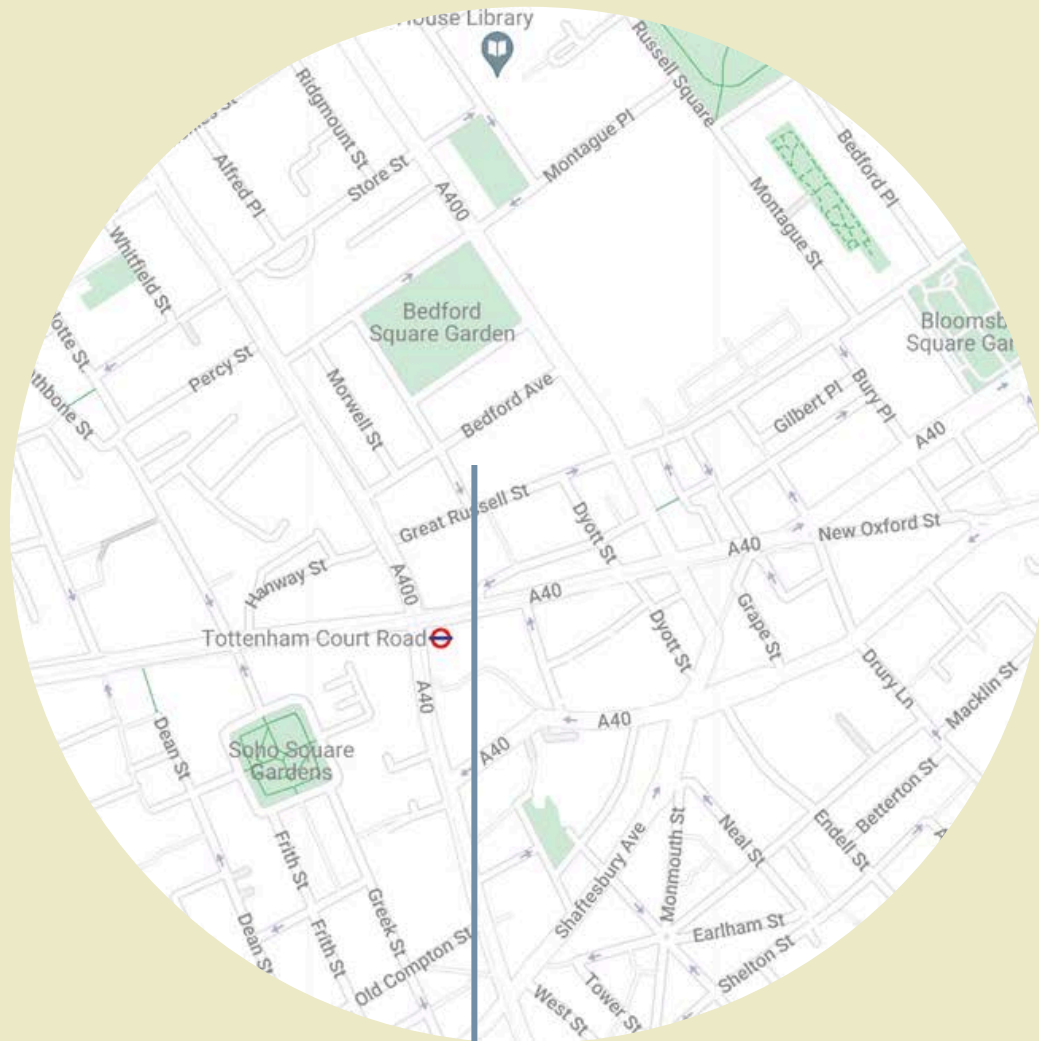 House Library
Russell Square
Ridgmount St
Alfred Pl
Store St
A400
Montague Pl
Bedford Pl
Montague St
Whitfield St
Bedford
Square Garden
Percy St
Morwell St
Bedford Ave
Gilbert Pl
Bury Pl
A40
Great Russell St
Dyott St
New Oxford St
A40
Hanway St
A400
A40
Tottenham Court Road
Dyott St
Grape St
Drury Ln
Macklin St
A40
A40
A40
Dean St
Soho Square
Gardens
Betterton St
Endell St
Neal St
Monmouth St
Shaftesbury Ave
Frith St
Greek St
Earlham St
Shelton St
Dean St
Frith St
Old Compton St
West St
Tower St